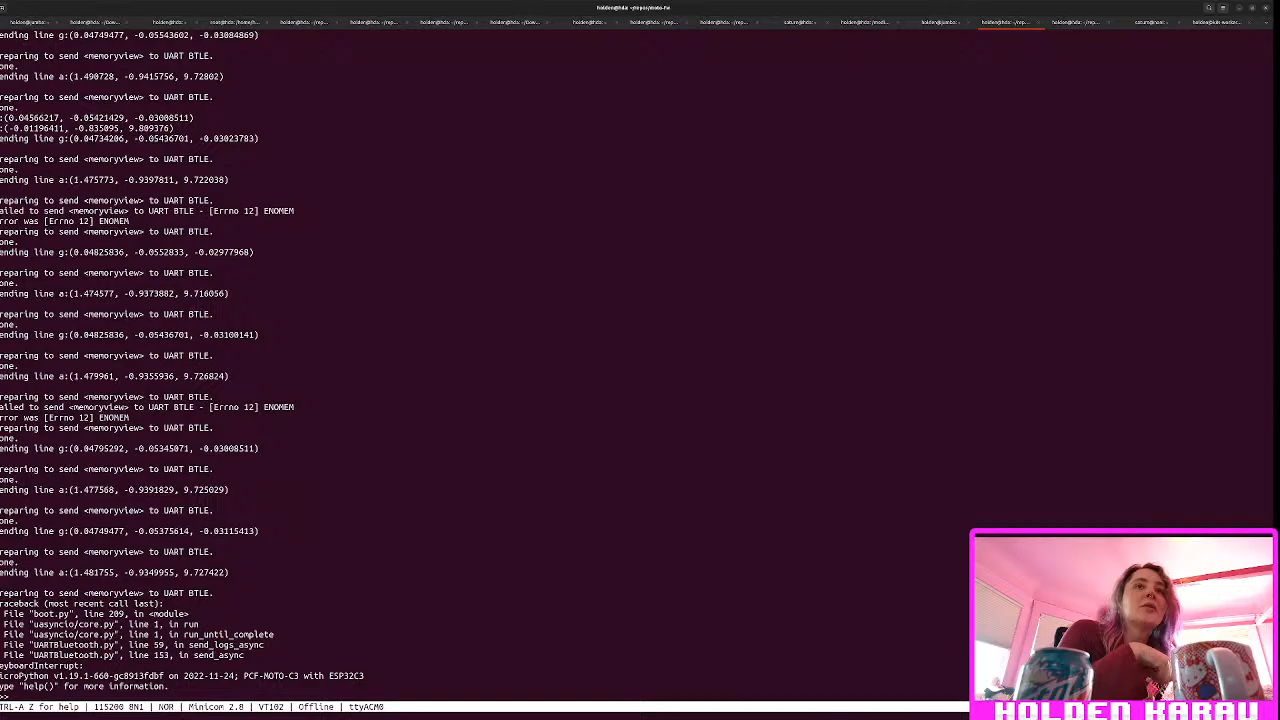 holden@hda: ~/repos/moto-fw
ending line g:(0.04749477, -0.05543602, -0.03084869)
reparing to send <memoryview> to UART BTLE.
one.
ending line a:(1.490728, -0.9415756, 9.72802)
reparing to send <memoryview> to UART BTLE.
one.
:(0.04566217, -0.05421429, -0.03008511)
:(-0.01196411, -0.835095, 9.809376)
ending line g:(0.04734206, -0.05436701, -0.03023783)
reparing to send <memoryview> to UART BTLE.
one.
ending line a:(1.475773, -0.9397811, 9.722038)
reparing to send <memoryview> to UART BTLE.
ailed to send <memoryview> to UART BTLE - [Errno 12] ENOMEM
rror was [Errno 12] ENOMEM
reparing to send <memoryview> to UART BTLE.
one.
ending line g:(0.04825836, -0.0552833, -0.02977968)
reparing to send <memoryview> to UART BTLE.
one.
ending line a:(1.474577, -0.9373882, 9.716056)
reparing to send <memoryview> to UART BTLE.
one.
ending line g:(0.04825836, -0.05436701, -0.03100141)
reparing to send <memoryview> to UART BTLE.
one.
ending line a:(1.479961, -0.9355936, 9.726824)
reparing to send <memoryview> to UART BTLE.
ailed to send <memoryview> to UART BTLE - [Errno 12] ENOMEM
rror was [Errno 12] ENOMEM
reparing to send <memoryview> to UART BTLE.
one.
ending line g:(0.04795292, -0.05345071, -0.03008511)
reparing to send <memoryview> to UART BTLE.
one.
ending line a:(1.477568, -0.9391829, 9.725029)
reparing to send <memoryview> to UART BTLE.
one.
ending line g:(0.04749477, -0.05375614, -0.03115413)
reparing to send <memoryview> to UART BTLE.
one.
ending line a:(1.481755, -0.9349955, 9.727422)
reparing to send <memoryview> to UART BTLE.
raceback (most recent call last):
File "boot.py", line 209, in <module>
File "uasyncio/core.py", line 1, in run
File "uasyncio/core.py", line 1, in run_until_complete
File "UARTBluetooth.py", line 59, in send_logs_async
File "UARTBluetooth.py", line 153, in send_async
eyboardInterrupt:
icroPython v1.19.1-660-gc8913fdbf on 2022-11-24; PCF-MOTO-C3 with ESP32C3
ype "help()" for more information.
>>
TRL-A Z for help | 115200 8N1 | NOR | Minicom 2.8 | VT102 | Offline | ttyACM0
HOLDEN KARAU